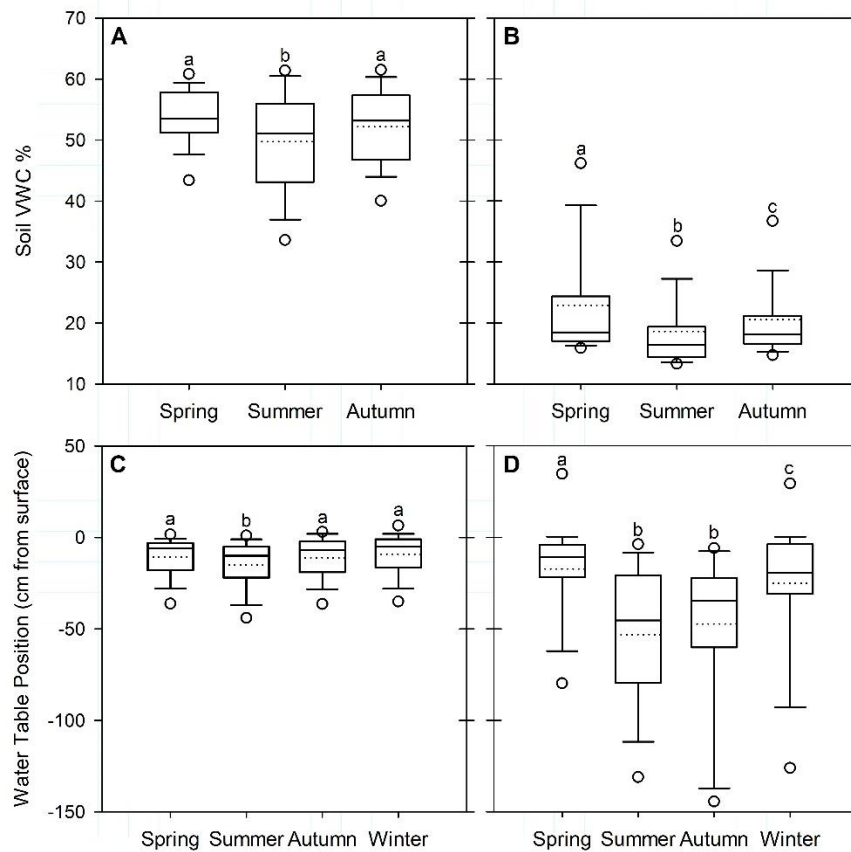 70
60
50
40
30
20
10
Soil VWC %
A
a
b
a
Spring Summer Autumn
B
a
b
c
Spring Summer Autumn
50
0
-50
-100
-150
Water Table Position (cm from surface)
C
a
b
a
a
Spring Summer Autumn Winter
D
a
b
b
c
Spring Summer Autumn Winter